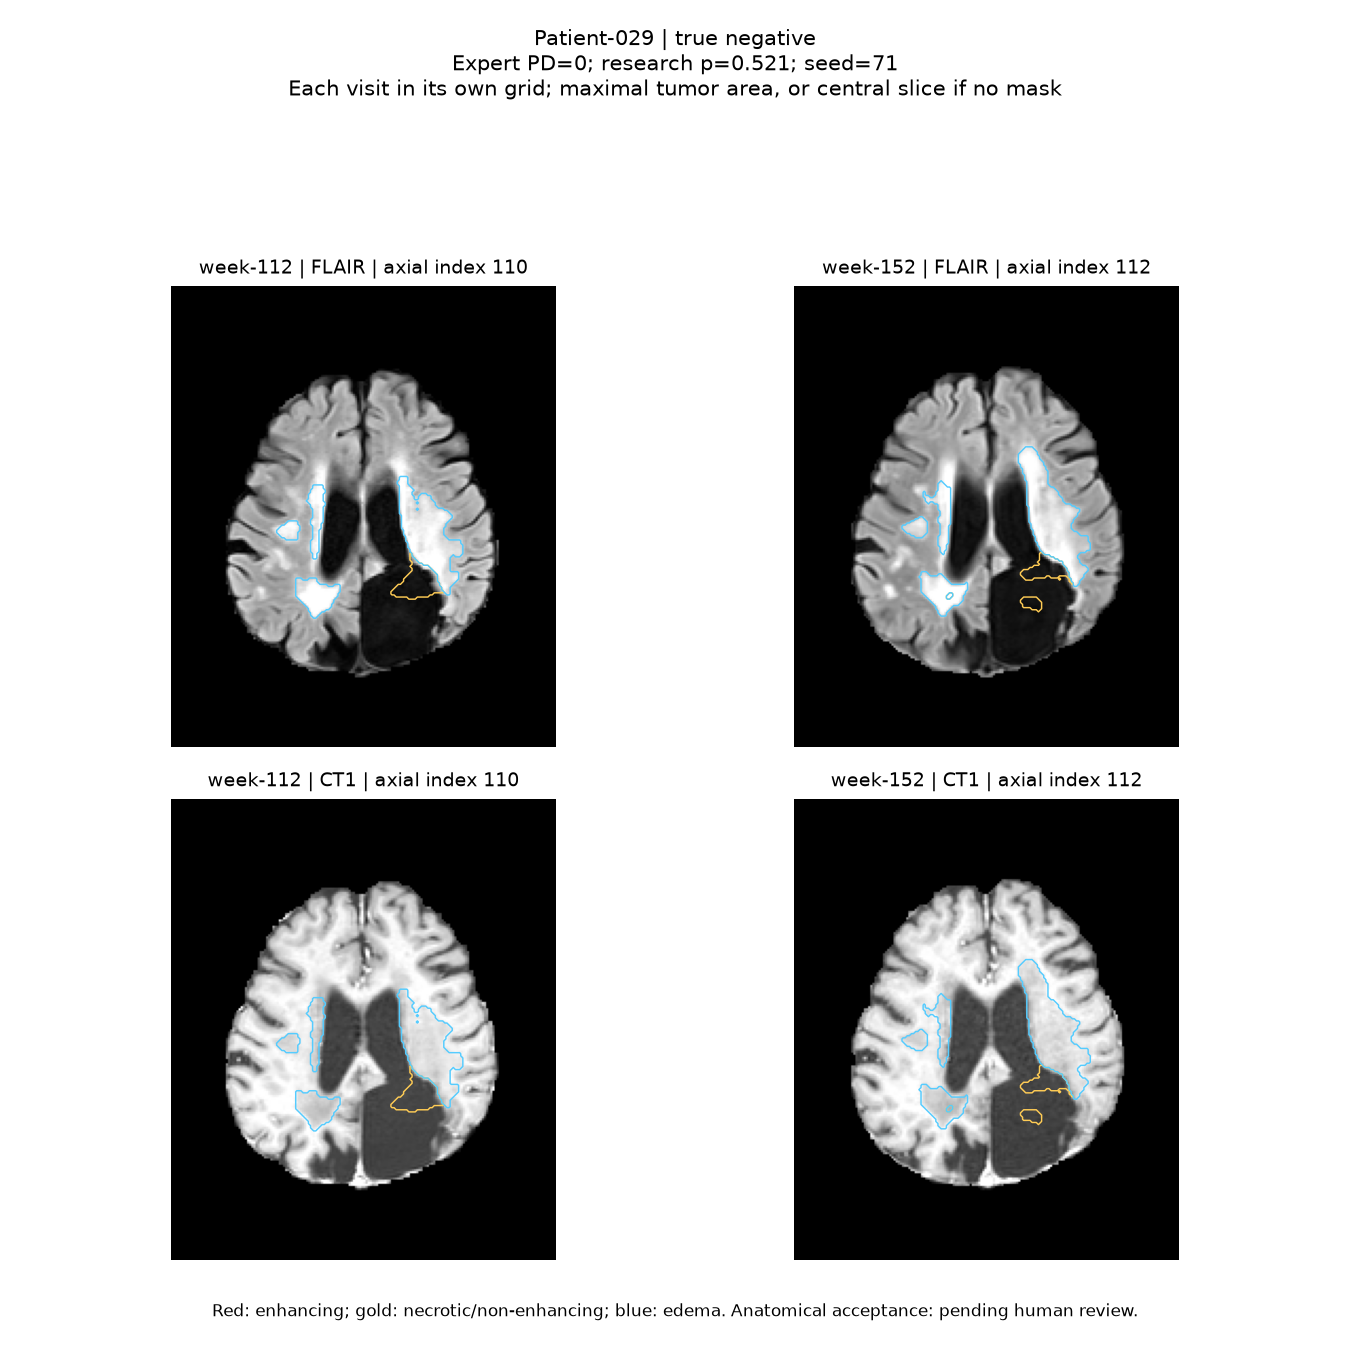 Patient-029 | true negative
Expert PD=0; research p=0.521; seed=71
Each visit in its own grid; maximal tumor area, or central slice if no mask
week-112 | FLAIR | axial index 110
week-152 | FLAIR | axial index 112
week-112 | CT1 | axial index 110
week-152 | CT1 | axial index 112
Red: enhancing; gold: necrotic/non-enhancing; blue: edema. Anatomical acceptance: pending human review.